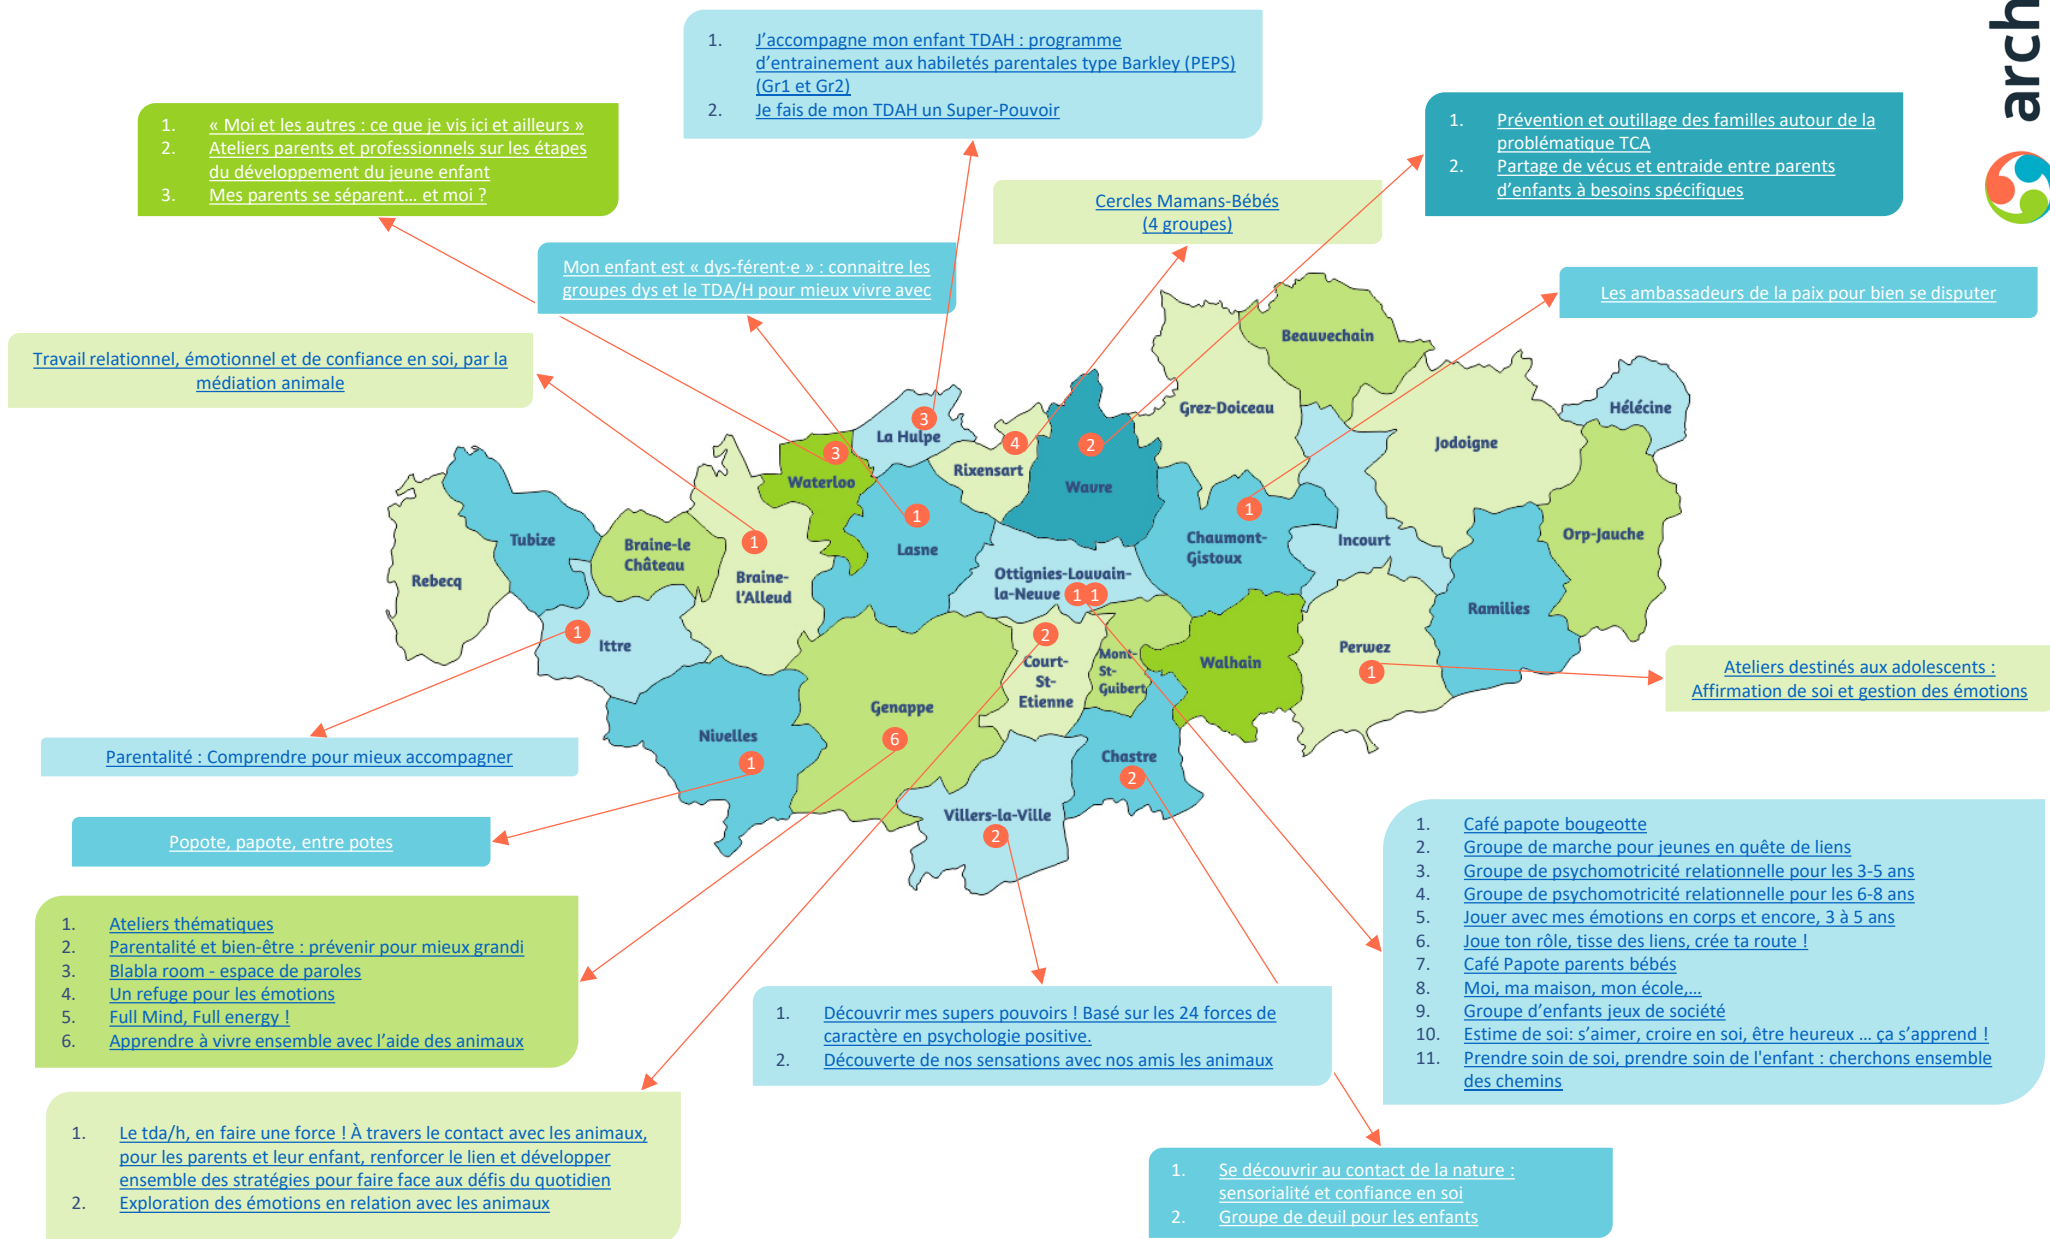 arch
1. J'accompagne mon enfant TDAH : programme
d'entrainement aux habiletés parentales type Barkley (PEPS)
(Gr1 et Gr2)
2. Je fais de mon TDAH un Super-Pouvoir
1. « Moi et les autres : ce que je vis ici et ailleurs »
2. Ateliers parents et professionnels sur les étapes
du développement du jeune enfant
3. Mes parents se séparent… et moi ?
1. Prévention et outillage des familles autour de la
problématique TCA
2. Partage de vécus et entraide entre parents
d'enfants à besoins spécifiques
Cercles Mamans-Bébés
(4 groupes)
Mon enfant est « dys-férent·e » : connaitre les
groupes dys et le TDA/H pour mieux vivre avec
Les ambassadeurs de la paix pour bien se disputer
Travail relationnel, émotionnel et de confiance en soi, par la
médiation animale
Beauvechain
Grez-Doiceau
Hélécine
3
La Hulpe
4
2
Jodoigne
3
Rixensart
Waterloo
Wavre
1
1
Orp-Jauche
Tubize
Braine-le
Château
1
Lasne
Chaumont-
Gistoux
Incourt
Rebecq
Braine-
l'Alleud
Ottignies-Louvain-
la-Neuve
1 1
Ramilies
1
Ittre
2
Court-
St-
Etienne
Mont-
St-
Guibert
Walhain
Perwez
1
Ateliers destinés aux adolescents :
Affirmation de soi et gestion des émotions
Genappe
6
Nivelles
1
Chastre
2
Parentalité : Comprendre pour mieux accompagner
Villers-la-Ville
2
Popote, papote, entre potes
1. Café papote bougeotte
2. Groupe de marche pour jeunes en quête de liens
3. Groupe de psychomotricité relationnelle pour les 3-5 ans
4. Groupe de psychomotricité relationnelle pour les 6-8 ans
5. Jouer avec mes émotions en corps et encore, 3 à 5 ans
6. Joue ton rôle, tisse des liens, crée ta route !
7. Café Papote parents bébés
8. Moi, ma maison, mon école,…
9. Groupe d'enfants jeux de société
10. Estime de soi: s'aimer, croire en soi, être heureux … ça s'apprend !
11. Prendre soin de soi, prendre soin de l'enfant : cherchons ensemble
des chemins
1. Ateliers thématiques
2. Parentalité et bien-être : prévenir pour mieux grandi
3. Blabla room - espace de paroles
4. Un refuge pour les émotions
5. Full Mind, Full energy !
6. Apprendre à vivre ensemble avec l'aide des animaux
1. Découvrir mes supers pouvoirs ! Basé sur les 24 forces de
caractère en psychologie positive.
2. Découverte de nos sensations avec nos amis les animaux
1. Le tda/h, en faire une force ! À travers le contact avec les animaux,
pour les parents et leur enfant, renforcer le lien et développer
ensemble des stratégies pour faire face aux défis du quotidien
2. Exploration des émotions en relation avec les animaux
1. Se découvrir au contact de la nature :
sensorialité et confiance en soi
2. Groupe de deuil pour les enfants